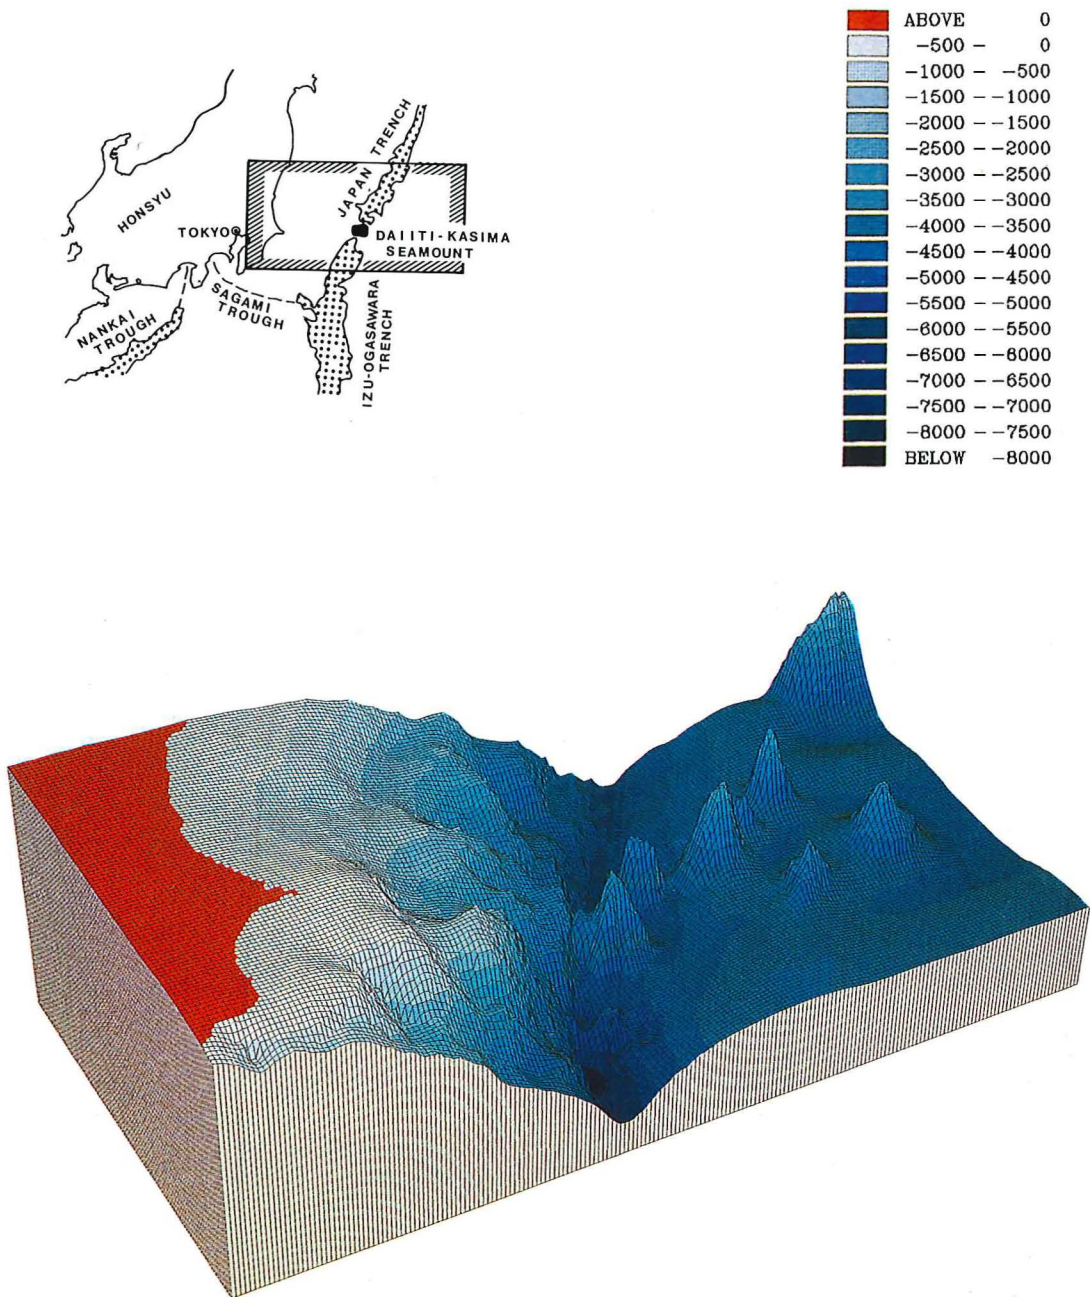 ABOVE 0
-500 - 0
-1000 - -500
-1500 - -1000
-2000 - -1500
-2500 - -2000
-3000 - -2500
-3500 - -3000
-4000 - -3500
-4500 - -4000
-5000 - -4500
-5500 - -5000
-6000 - -5500
-6500 - -6000
-7000 - -6500
-7500 - -7000
-8000 - -7500
BELOW -8000
JAPAN TRENCH
HONSYU
TOKYO
DAIITI-KASIMA
SEAMOUNT
SAGAMI
TROUGH
NANKAI
TROUGH
IZU-OGASAWARA
TRENCH